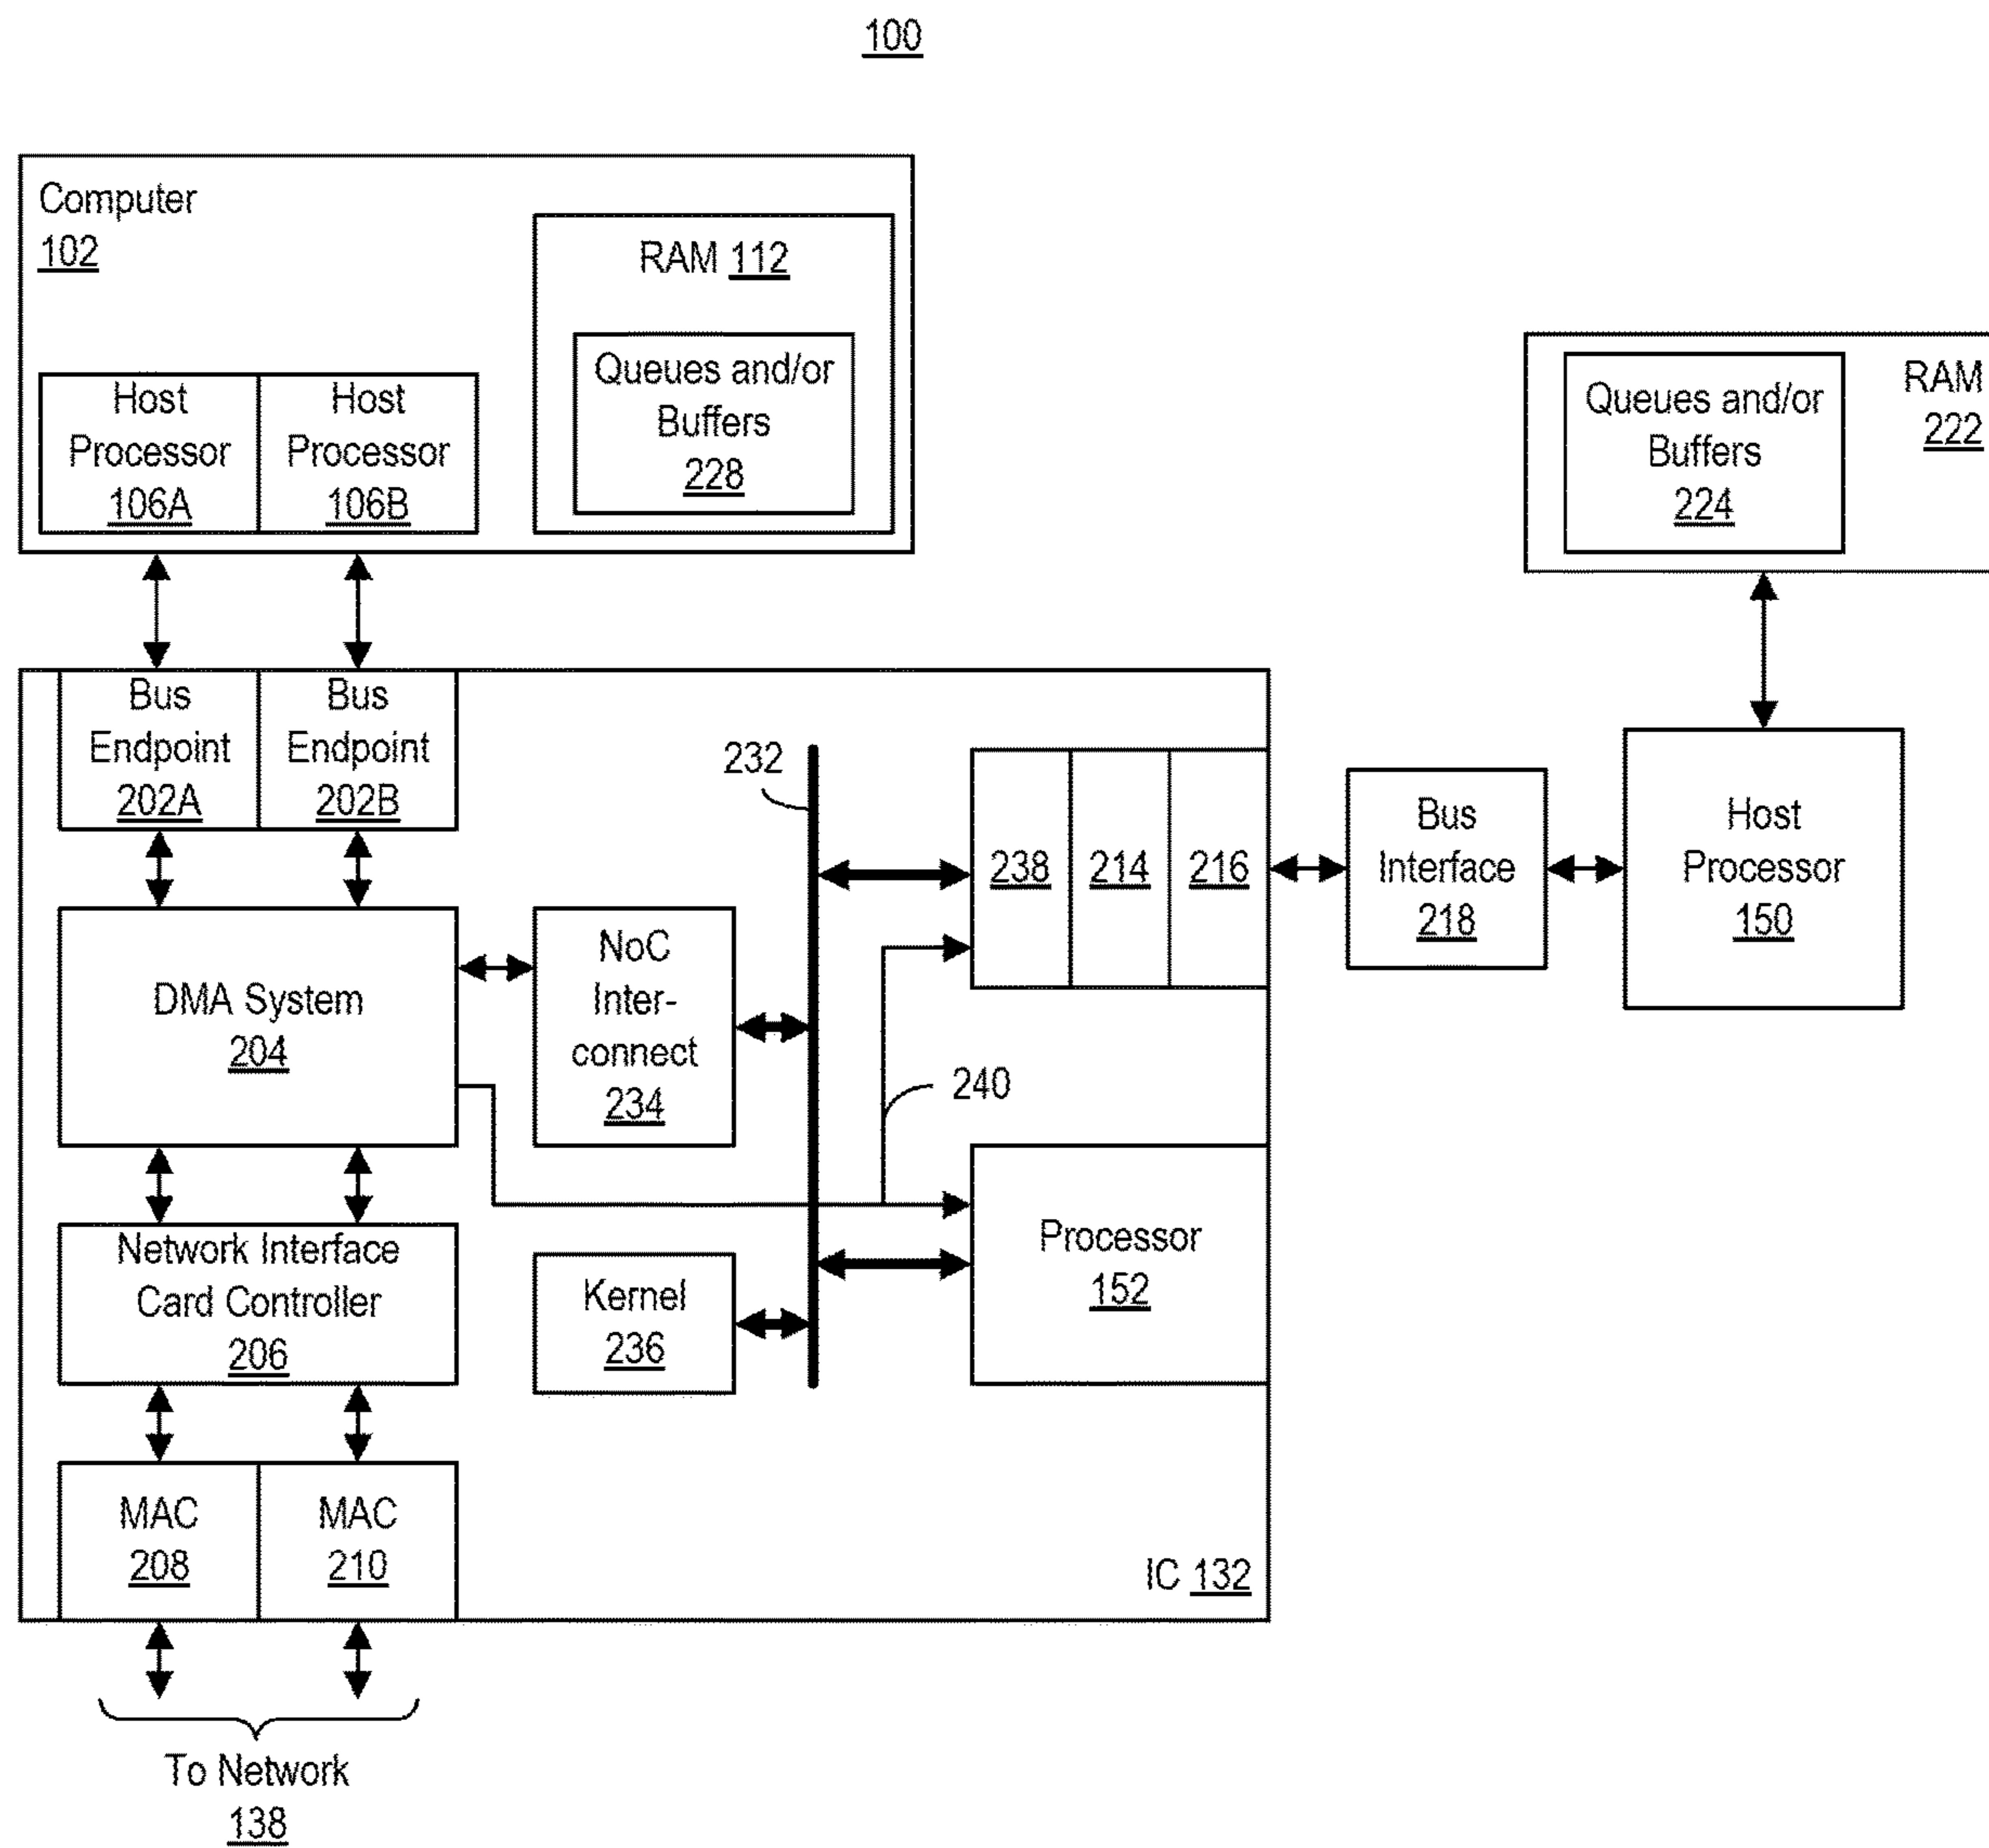 100
Computer
102
RAM 112
Queues and/or
Buffers
228
Host
Processor
106A
Host
Processor
106B
Queues and/or
Buffers
224
RAM
222
Bus
Endpoint
202A
Bus
Endpoint
202B
232
238
214
216
Bus
Interface
218
Host
Processor
150
DMA System
204
NoC
Inter-
connect
234
240
Network Interface
Card Controller
206
Kernel
236
Processor
152
MAC
208
MAC
210
IC 132
To Network
138